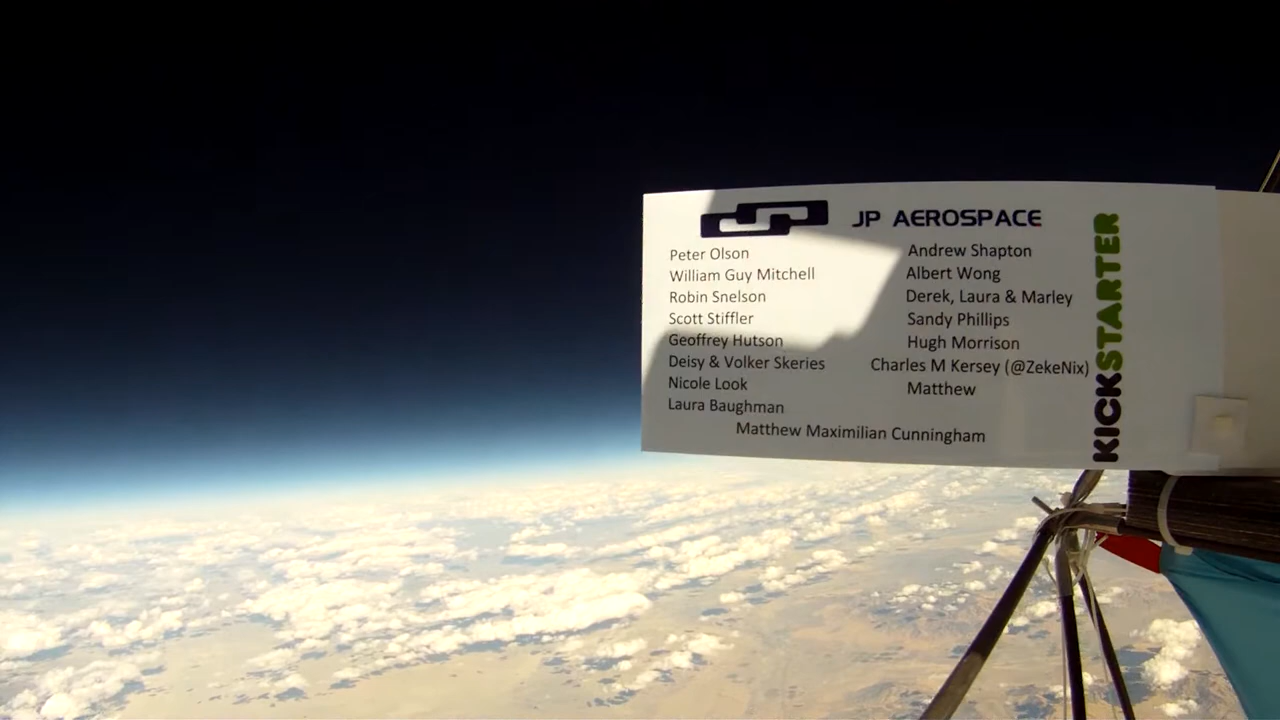 JP AEROSPACE
Peter Olson
William Guy Mitchell
Robin Snelson
Scott Stiffler
Geoffrey Hutson
Deisy & Volker Skeries
Nicole Look
Laura Baughman
Andrew Shapton
Albert Wong
Derek, Laura & Marley
Sandy Phillips
Hugh Morrison
Charles M Kersey (@ZekeNix)
Matthew
Matthew Maximilian Cunningham
KICKSTARTER